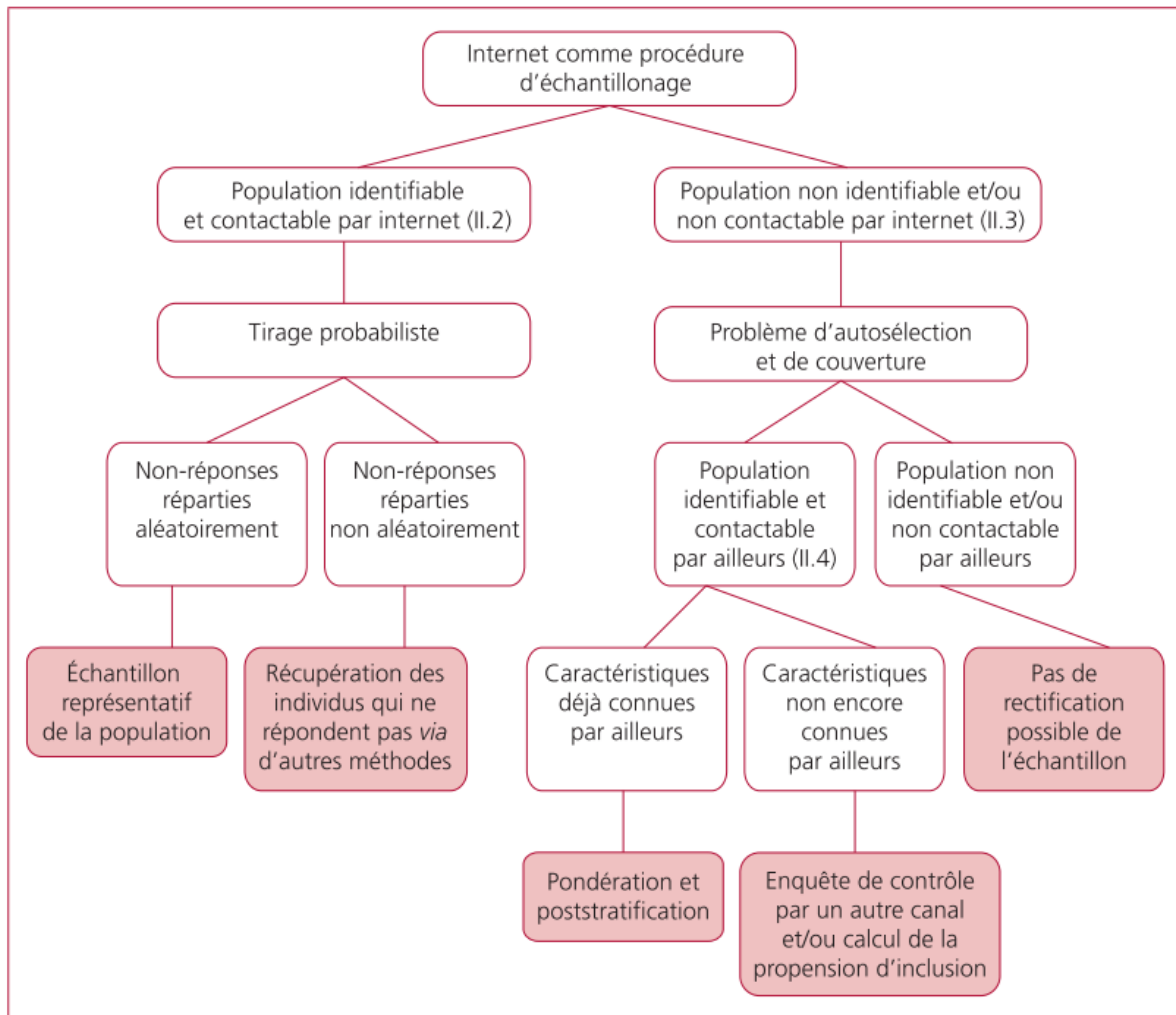 Internet comme procédure
d'échantillonage
Population identifiable
et contactable par internet (II.2)
Population non identifiable et/ou
non contactable par internet (II.3)
Tirage probabiliste
Problème d'autosélection
et de couverture
Non-réponses
réparties
aléatoirement
Non-réponses
réparties
non aléatoirement
Population
identifiable et
contactable
par ailleurs (II.4)
Population non
identifiable et/ou
non contactable
par ailleurs
Échantillon
représentatif
de la population
Récupération des
individus qui ne
répondent pas via
d'autres méthodes
Caractéristiques
déjà connues
par ailleurs
Caractéristiques
non encore
connues
par ailleurs
Pas de
rectification
possible de
l'échantillon
Pondération et
poststratification
Enquête de contrôle
par un autre canal
et/ou calcul de la
propension d'inclusion